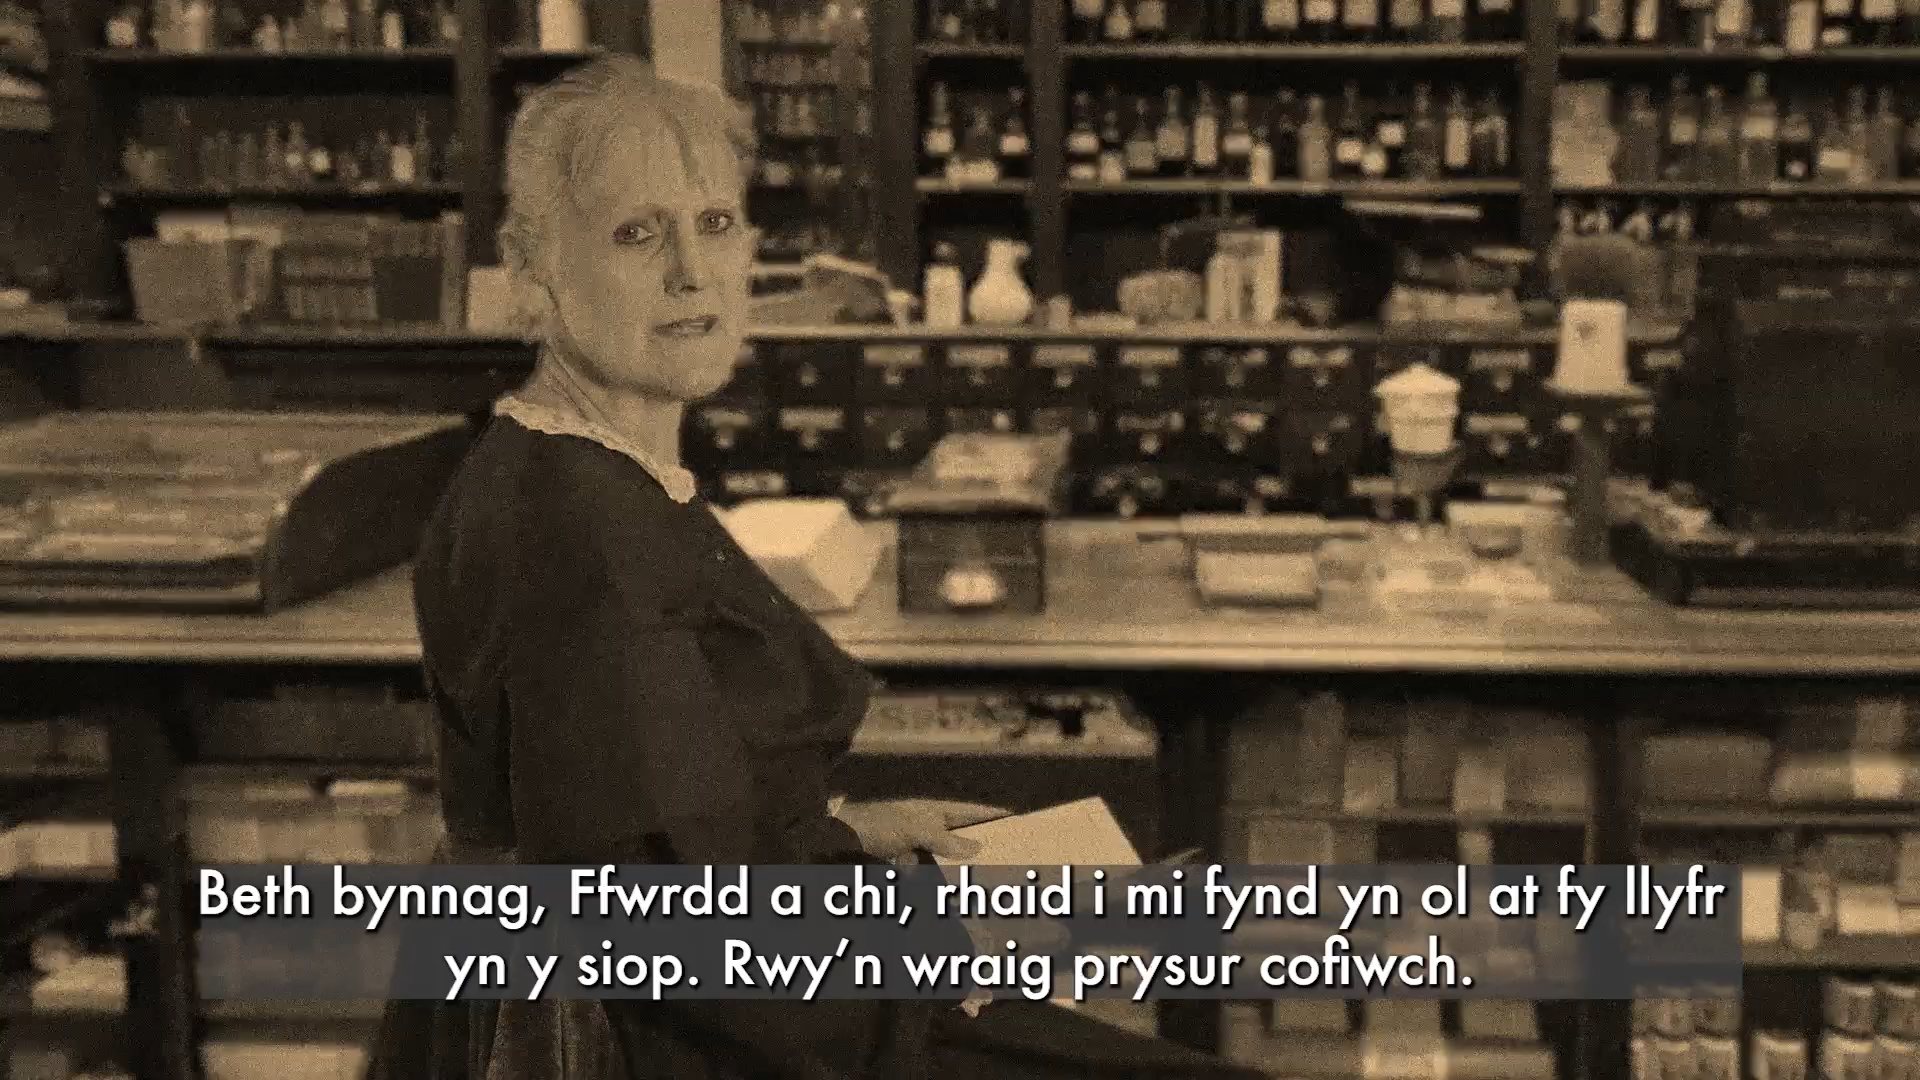 Beth bynnag, Ffwrdd a chi, rhaid i mi fynd yn ol at fy llyfr
yn y siop. Rwy'n wraig prysur cofiwch.